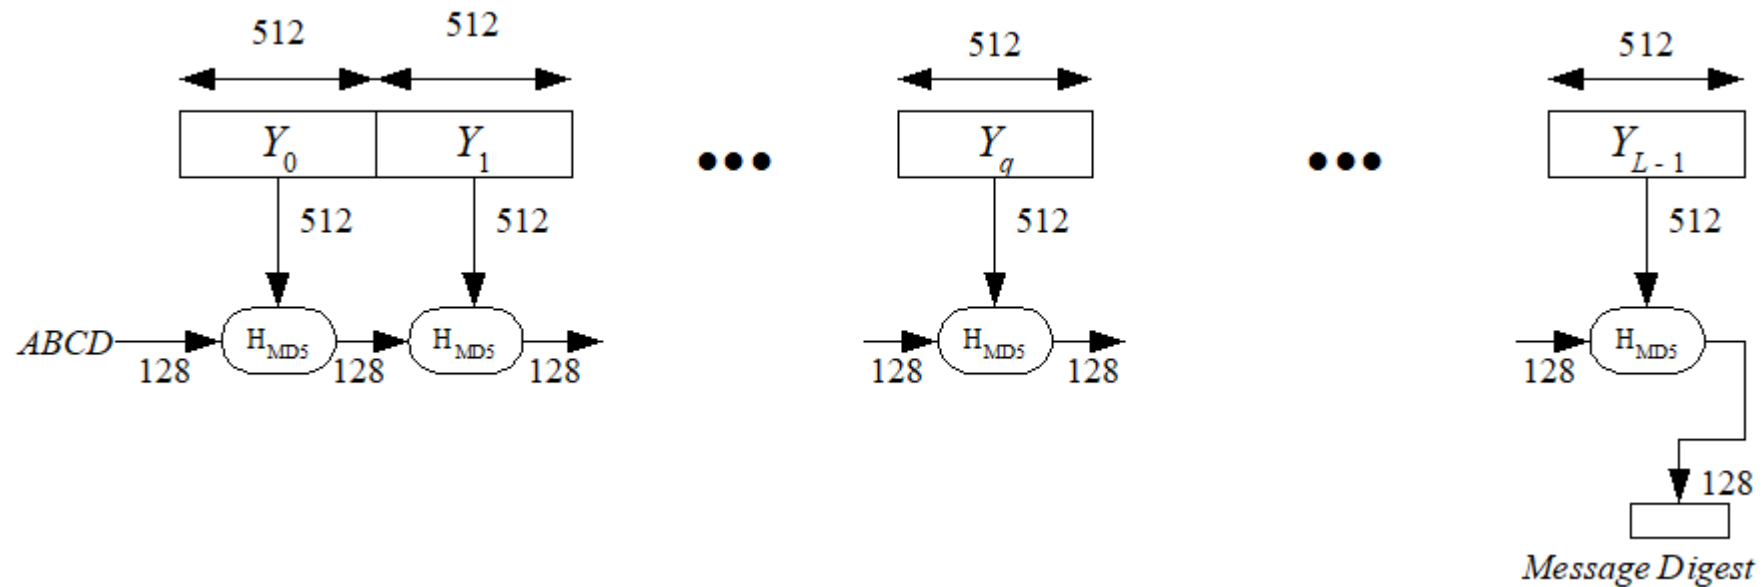 512 512 512 512
Y0 Y1 ••• Yq ••• YL - 1
512 512 512 512
ABCD HMD5 HMD5 HMD5 HMD5
128 128 128 128 128 128
128
Message Digest